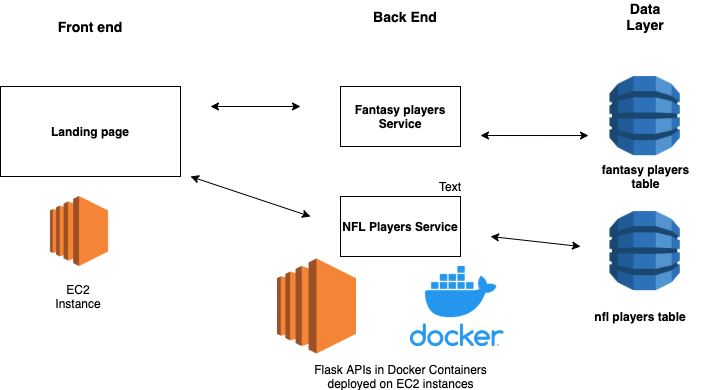 Front end
Back End
Data
Layer
Landing page
Fantasy players
Service
fantasy players
table
Text
NFL Players Service
EC2
Instance
docker
nfl players table
Flask APIs in Docker Containers
deployed on EC2 instances